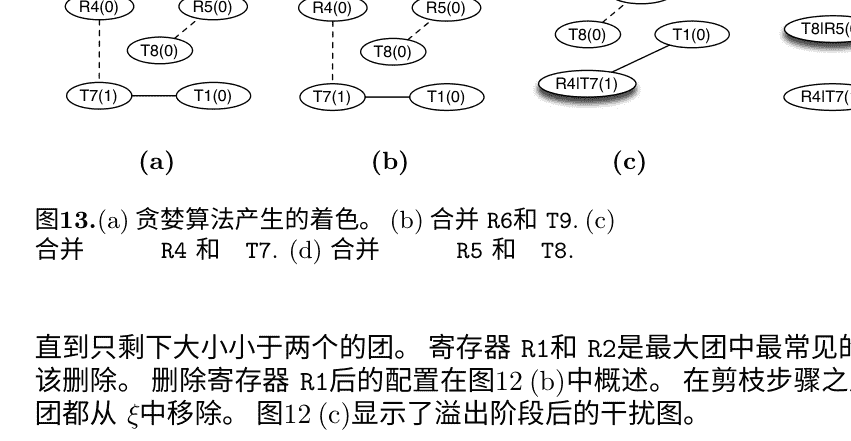 R4(0) R5(0) R4(0) R5(0)
T8(0) T8(0) T8(0) T1(0)
R4|T7(1)
T7(1) T1(0) T7(1) T1(0)
(a) (b) (c)
图13.(a) 贪婪算法产生的着色。 (b) 合并 R6和 T9. (c)
合并 R4 和 T7. (d) 合并 R5 和 T8.
直到只剩下大小小于两个的团。 寄存器 R1和 R2是最大团中最常见的
该删除。 删除寄存器 R1后的配置在图12 (b)中概述。 在剪枝步骤之
团都从 ξ中移除。 图12 (c)显示了溢出阶段后的干扰图。